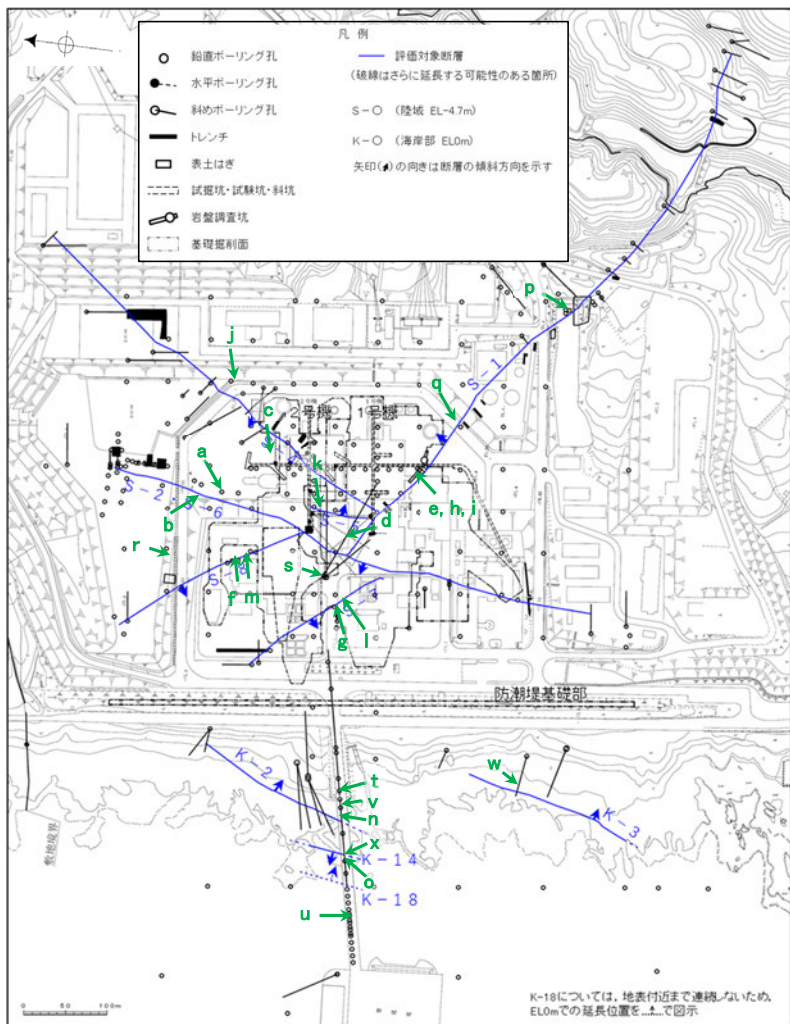 凡 例
鉛直ボーリング孔
水平ボーリング孔
斜めボーリング孔
トレンチ
表土はぎ
試掘坑・試験坑・斜坑
岩盤調査坑
基礎掘削面
評価対象断層
(破線はさらに延長する可能性のある箇所)
S-○ (陸域 EL-4.7m)
K-○ (海岸部 EL0m)
矢印( )の向きは断層の傾斜方向を示す
p
j
S-1
q
c
2号機
1号機
a
k
S-2・S-6
b
d
e, h, i
r
s
S-8
f m
S-7
g
l
防潮堤基礎部
K-2
w
t
v
n
K-3
x
K-14
o
K-18
u
敷地境界
0 50 100m
K-18については,地表付近まで連続しないため,
EL0mでの延長位置を で図示